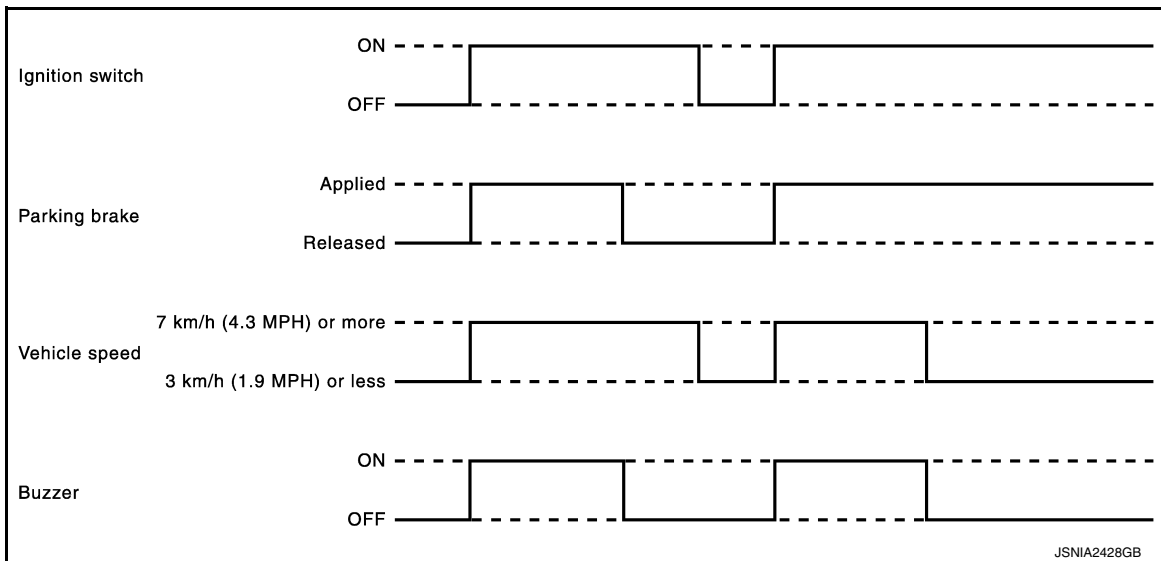 ON
Ignition switch
OFF
Applied
Parking brake
Released
7 km/h (4.3 MPH) or more
Vehicle speed
3 km/h (1.9 MPH) or less
ON
Buzzer
OFF
JSNIA2428GB